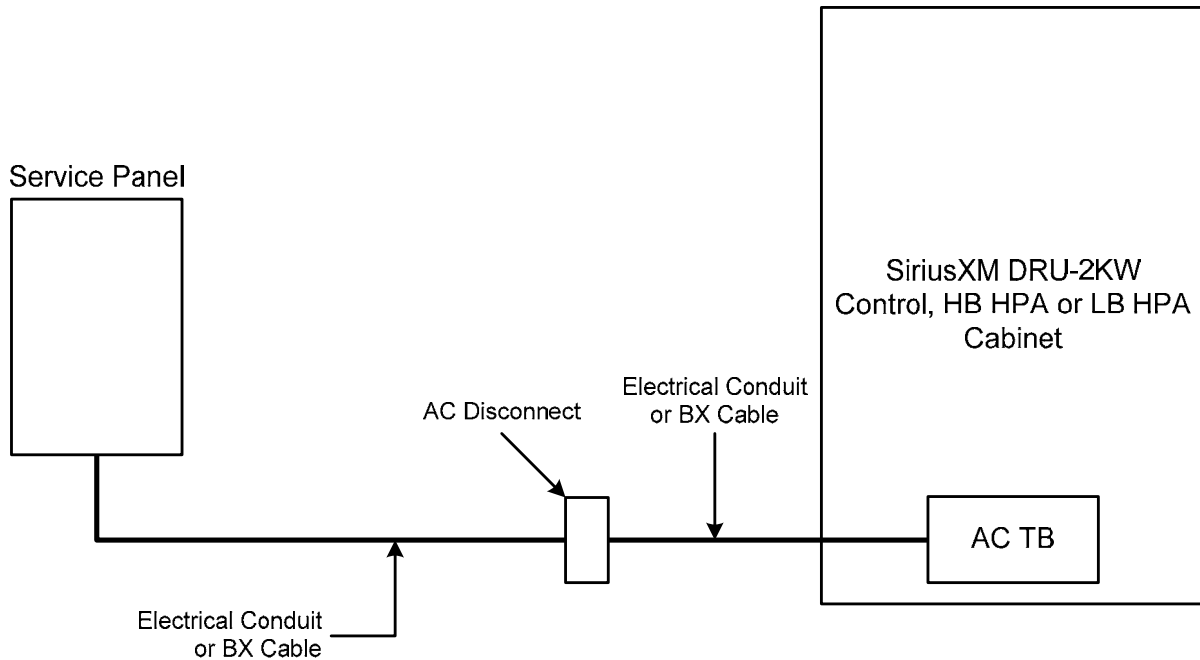 Service Panel
SiriusXM DRU-2KW
Control, HB HPA or LB HPA
Cabinet
Electrical Conduit
or BX Cable
AC Disconnect
AC TB
Electrical Conduit
or BX Cable